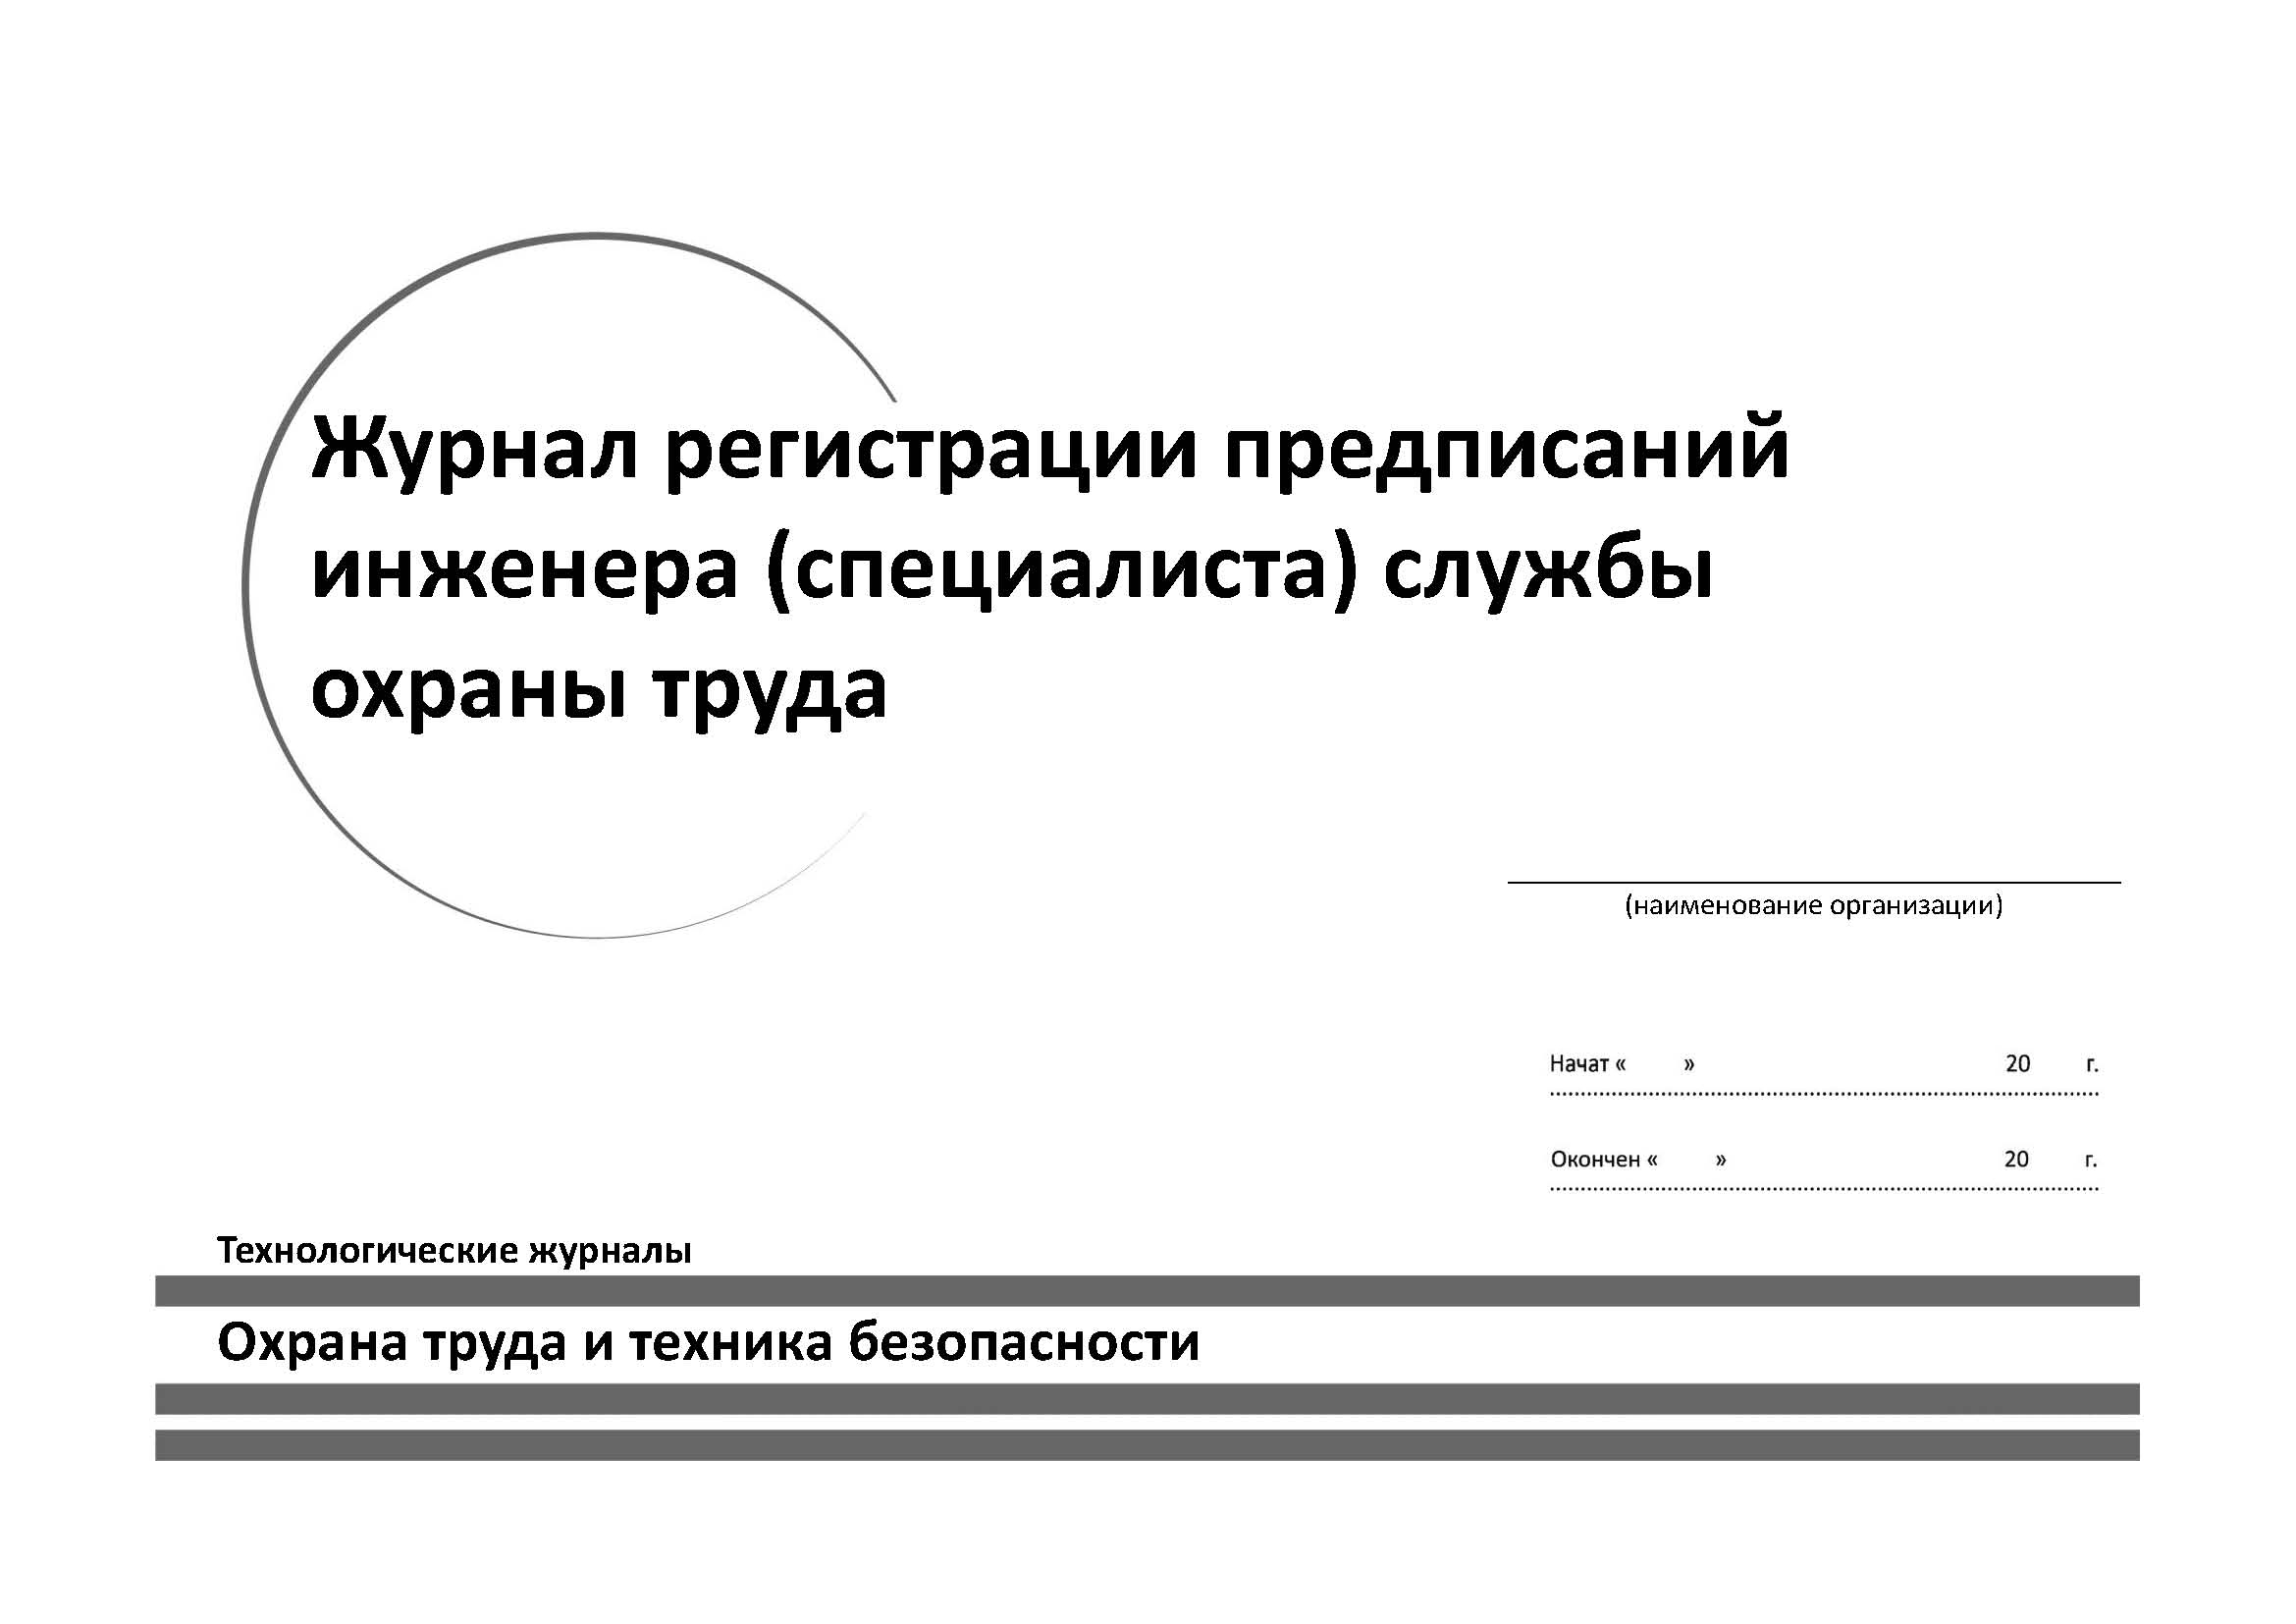 Журнал регистрации предписаний
инженера (специалиста) службы
охраны труда
(наименование организации)
Начат « » 20 г.
Окончен « » 20 г.
Технологические журналы
Охрана труда и техника безопасности